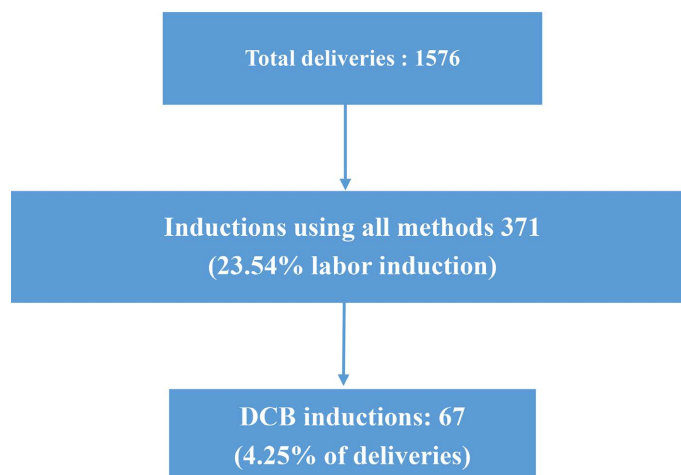 Total deliveries : 1576
Inductions using all methods 371
(23.54% labor induction)
DCB inductions: 67
(4.25% of deliveries)